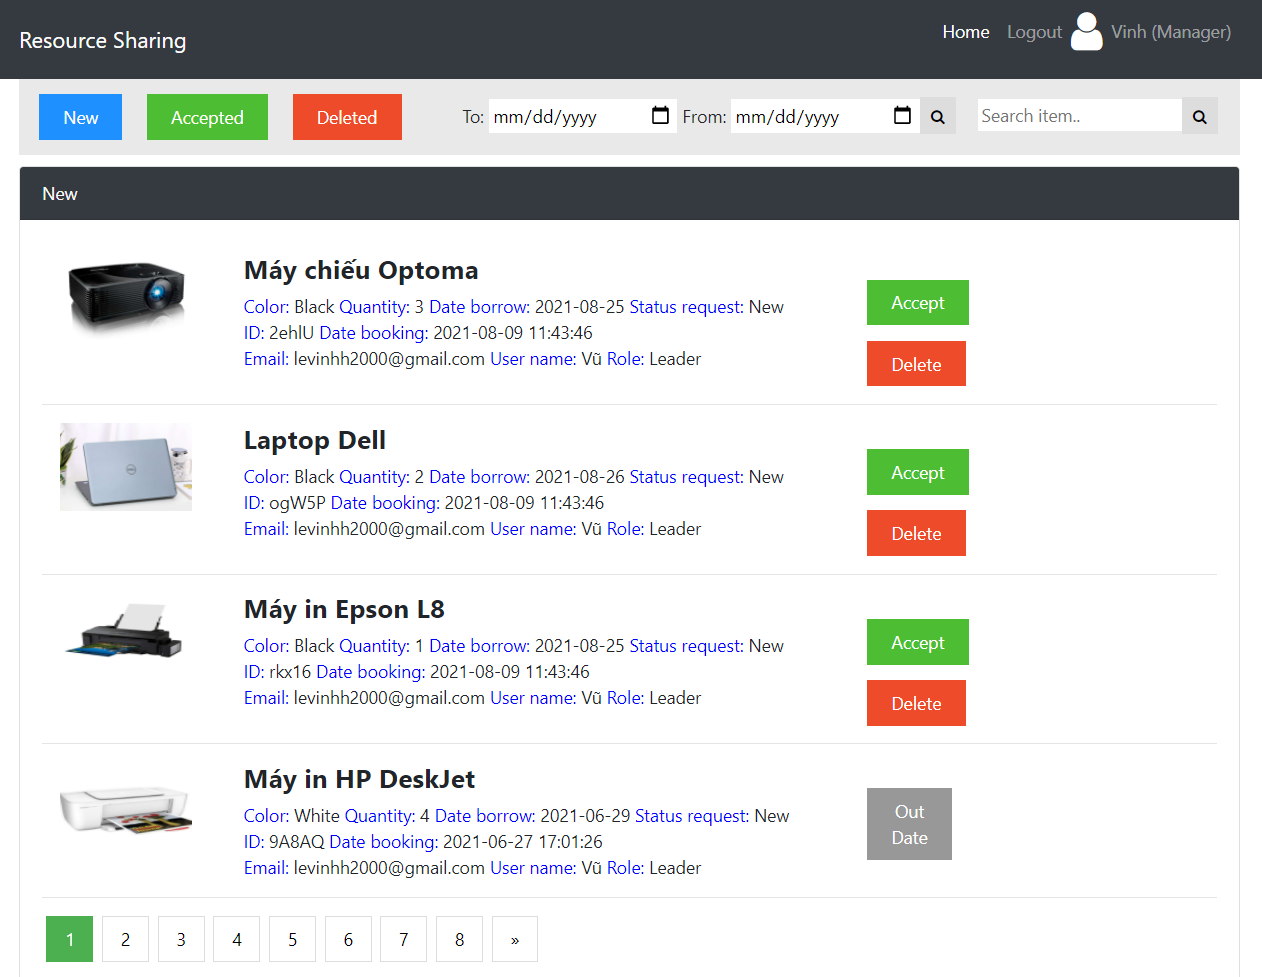 Resource Sharing
Home Logout Vinh (Manager)
New Accepted Deleted To: mm/dd/yyyy From: mm/dd/yyyy Search item..
New
Máy chiếu Optoma
Color: Black Quantity: 3 Date borrow: 2021-08-25 Status request: New
ID: 2ehlU Date booking: 2021-08-09 11:43:46
Email: levinhh2000@gmail.com User name: Vũ Role: Leader
Accept
Delete
Laptop Dell
Color: Black Quantity: 2 Date borrow: 2021-08-26 Status request: New
ID: ogW5P Date booking: 2021-08-09 11:43:46
Email: levinhh2000@gmail.com User name: Vũ Role: Leader
Accept
Delete
Máy in Epson L8
Color: Black Quantity: 1 Date borrow: 2021-08-25 Status request: New
ID: rkx16 Date booking: 2021-08-09 11:43:46
Email: levinhh2000@gmail.com User name: Vũ Role: Leader
Accept
Delete
Máy in HP DeskJet
Color: White Quantity: 4 Date borrow: 2021-06-29 Status request: New
ID: 9A8AQ Date booking: 2021-06-27 17:01:26
Email: levinhh2000@gmail.com User name: Vũ Role: Leader
Out
Date
1 2 3 4 5 6 7 8 »